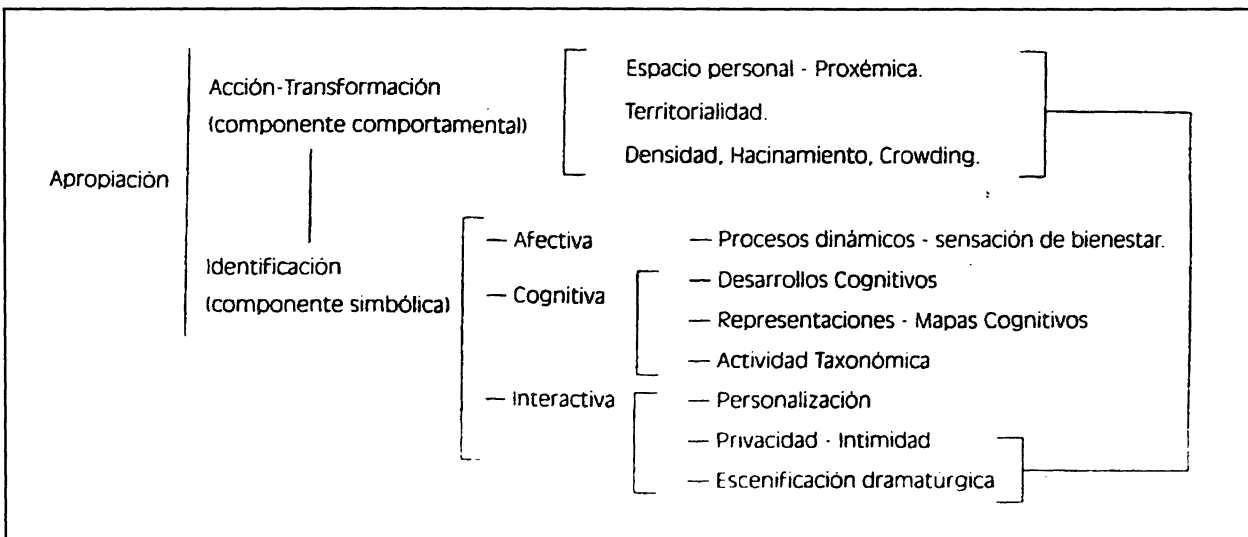 Apropiación
Acción-Transformación
(componente comportamental)
Espacio personal - Proxémica.
Territorialidad.
Densidad, Hacinamiento, Crowding.
Identificación
(componente simbólica)
— Afectiva
— Procesos dinámicos - sensación de bienestar.
— Cognitiva
— Desarrollos Cognitivos
— Representaciones - Mapas Cognitivos
— Actividad Taxonómica
— Interactiva
— Personalización
— Privacidad - Intimidad
— Escenificación dramatúrgica